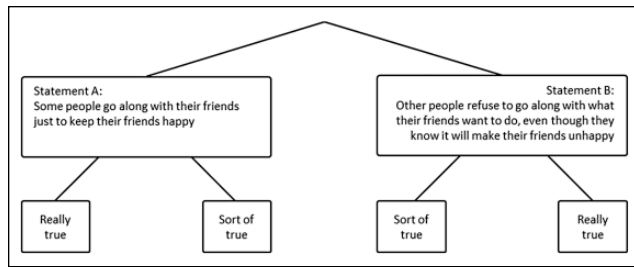 Statement A:
Some people go along with their friends
just to keep their friends happy
Statement B:
Other people refuse to go along with what
their friends want to do, even though they
know it will make their friends unhappy
Really
true
Sort of
true
Sort of
true
Really
true